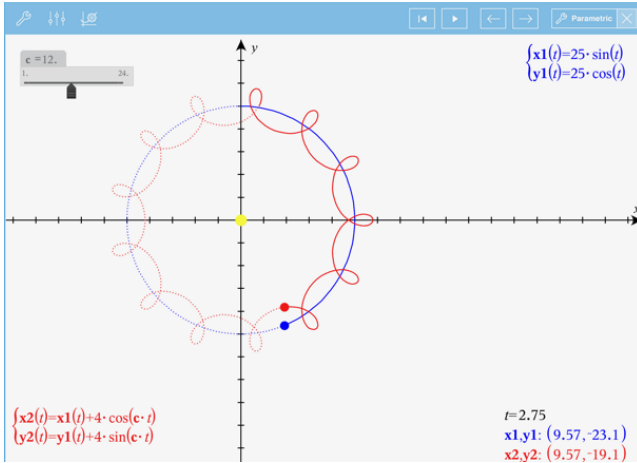 Parametric
c =12.
1. 24.
y
x1(t)=25·sin(t)
y1(t)=25·cos(t)
x
x2(t)=x1(t)+4·cos(c·t)
y2(t)=y1(t)+4·sin(c·t)
t=2.75
x1,y1: (9.57,-23.1)
x2,y2: (9.57,-19.1)